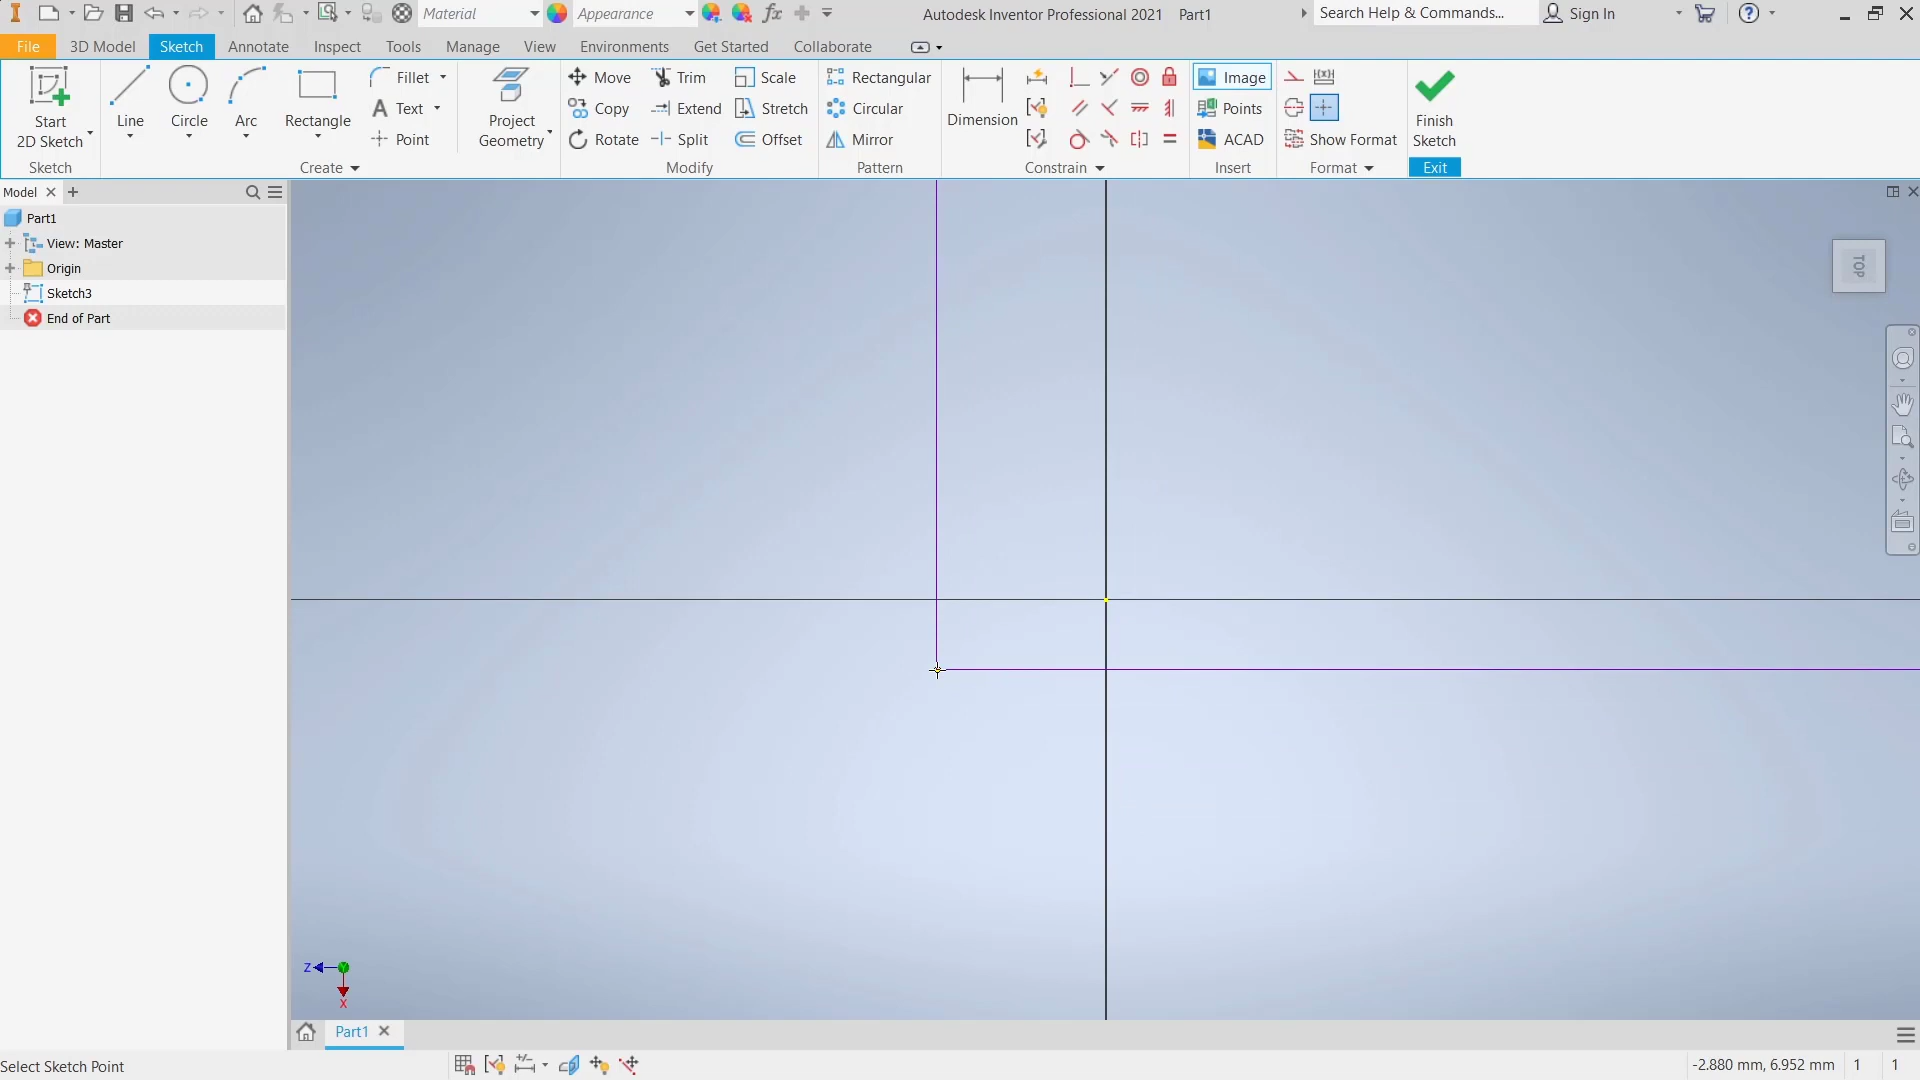 Material
Appearance
Autodesk Inventor Professional 2021 Part1
Search Help & Commands...
Sign In
File 3D Model Sketch Annotate Inspect Tools Manage View Environments Get Started Collaborate
Start
2D Sketch
Sketch
Line
Circle
Arc
Rectangle
Fillet
Text
Point
Create
Project
Geometry
Move
Copy
Rotate
Trim
Extend
Split
Scale
Stretch
Offset
Modify
Rectangular
Circular
Mirror
Pattern
Dimension
Constrain
Image
Points
ACAD
Insert
Show Format
Format
Finish
Sketch
Exit
Model
Part1
View: Master
Origin
Sketch3
End of Part
TOP
Z
X
Part1
Select Sketch Point
-2.880 mm, 6.952 mm 1 1